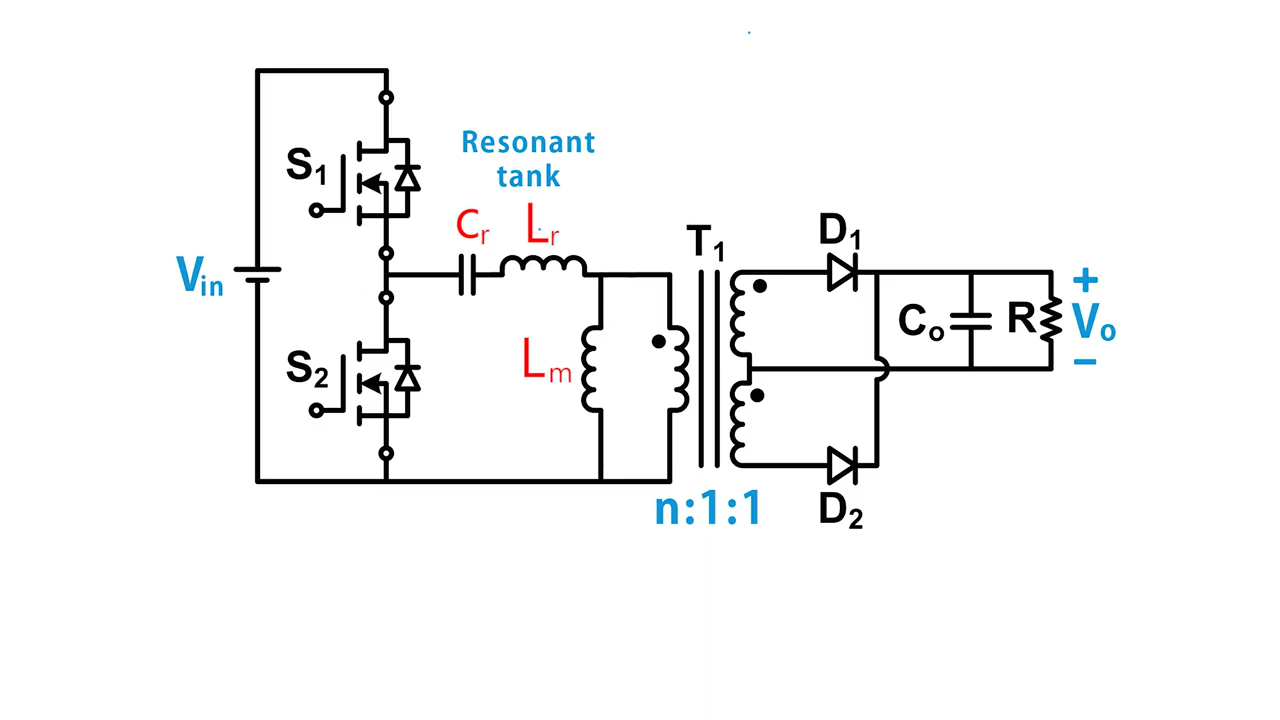 Resonant
tank
S1
Cr
Lr
T1
D1
Vin
+
Co
R
Vo
−
S2
Lm
n:1:1
D2